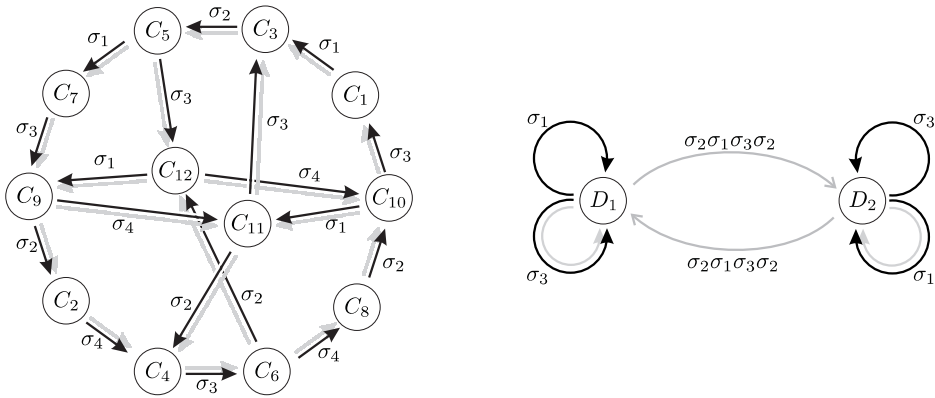 σ₂
C₅ C₃
σ₁ σ₁
C₇ C₁
σ₃ σ₃ σ₃ σ₃
σ₁ C₁₂ σ₄
C₉ C₁₀
σ₄ C₁₁ σ₁
σ₂ σ₂
C₂ σ₂ σ₂ C₈
σ₄ σ₄
C₄ C₆
σ₃
σ₁ σ₃
σ₂σ₁σ₃σ₂
D₁ D₂
σ₂σ₁σ₃σ₂
σ₃ σ₁